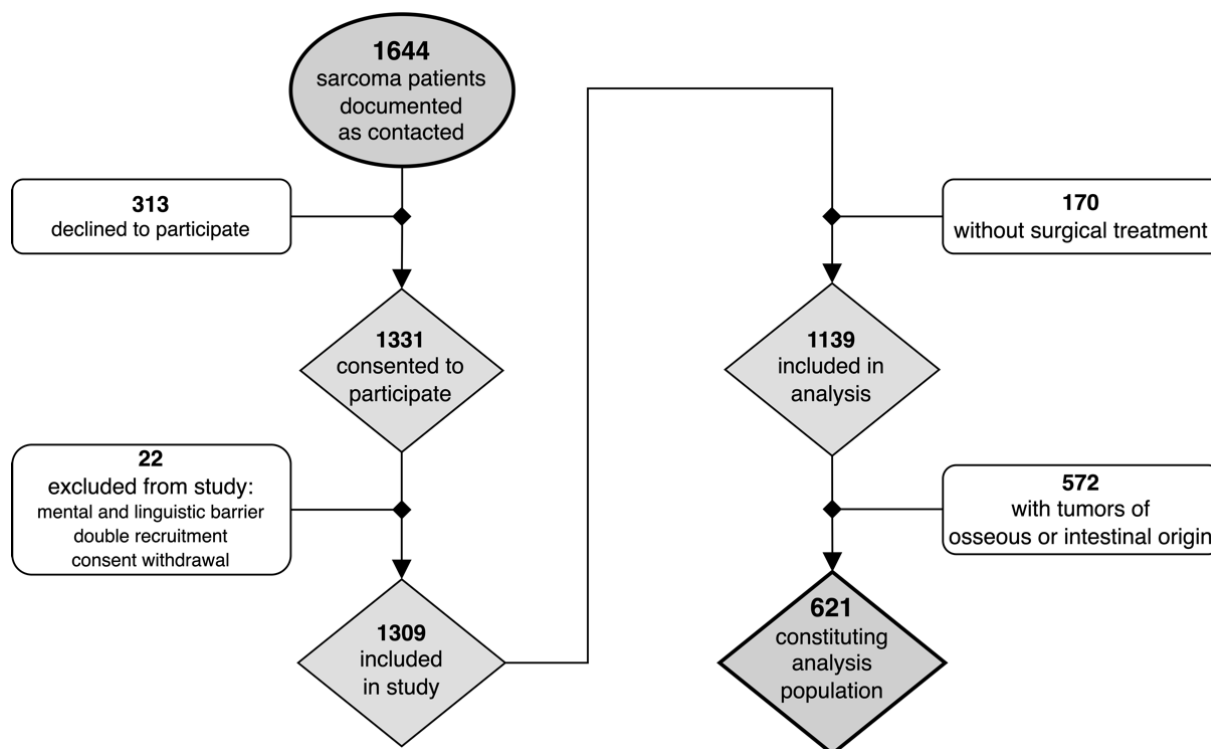 1644
sarcoma patients
documented
as contacted
313
declined to participate
1331
consented to
participate
22
excluded from study:
mental and linguistic barrier
double recruitment
consent withdrawal
1309
included
in study
170
without surgical treatment
1139
included in
analysis
572
with tumors of
osseous or intestinal origin
621
constituting
analysis
population